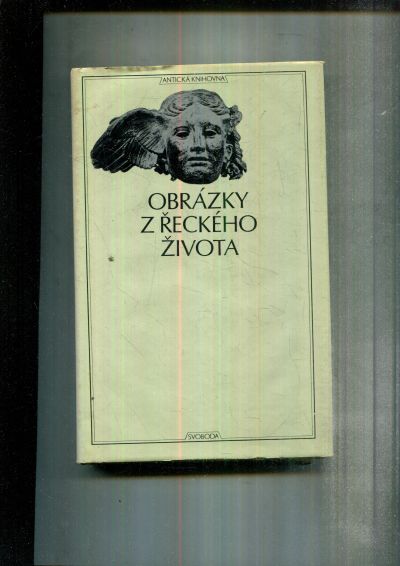 ANTICKÁ KNIHOVNA
OBRÁZKY
Z ŘECKÉHO
ŽIVOTA
SVOBODA